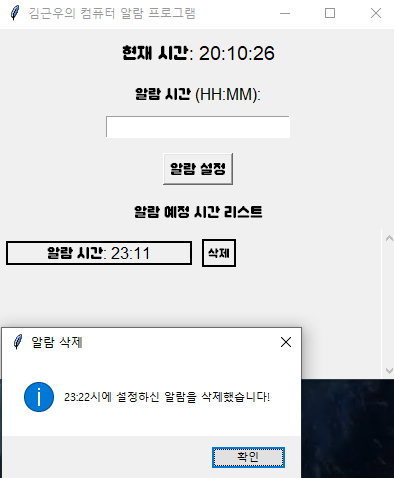 김근우의 컴퓨터 알람 프로그램
현재 시간: 20:10:26
알람 시간 (HH:MM):
알람 설정
알람 예정 시간 리스트
알람 시간: 23:11
삭제
알람 삭제
23:22시에 설정하신 알람을 삭제했습니다!
확인